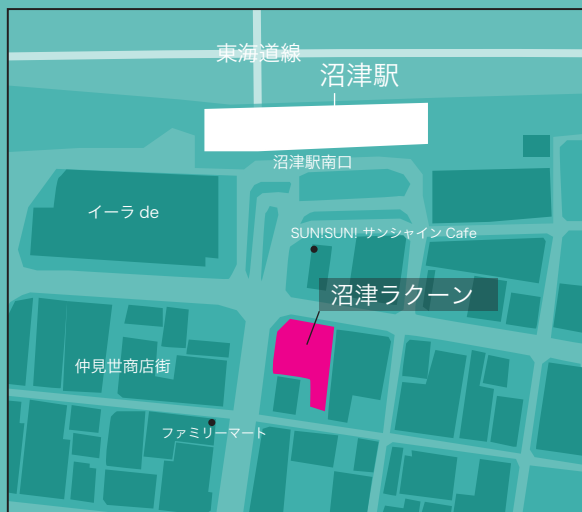 東海道線
沼津駅
沼津駅南口
イーラde
SUN!SUN! サンシャイン Cafe
沼津ラクーン
仲見世商店街
ファミリーマート